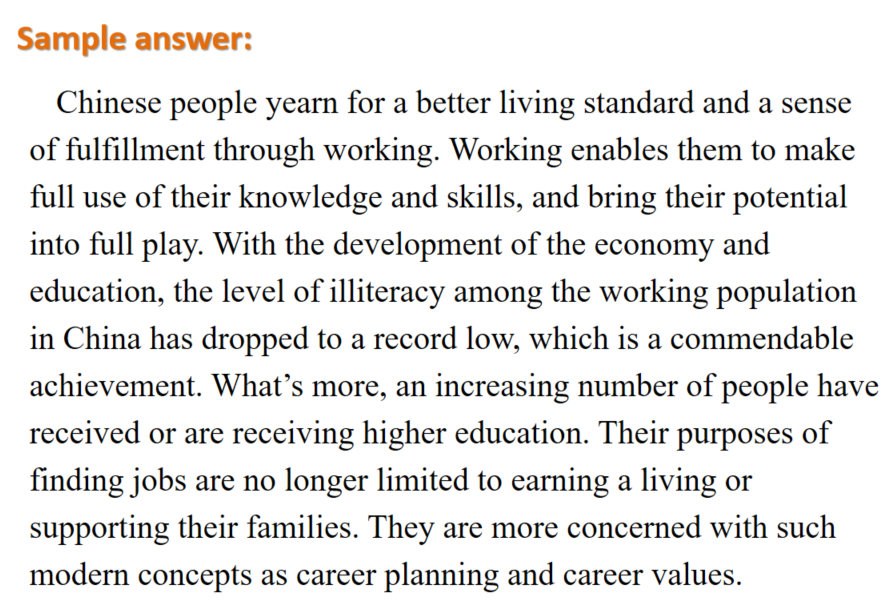 Sample answer:
Chinese people yearn for a better living standard and a sense
of fulfillment through working. Working enables them to make
full use of their knowledge and skills, and bring their potential
into full play. With the development of the economy and
education, the level of illiteracy among the working population
in China has dropped to a record low, which is a commendable
achievement. What’s more, an increasing number of people have
received or are receiving higher education. Their purposes of
finding jobs are no longer limited to earning a living or
supporting their families. They are more concerned with such
modern concepts as career planning and career values.